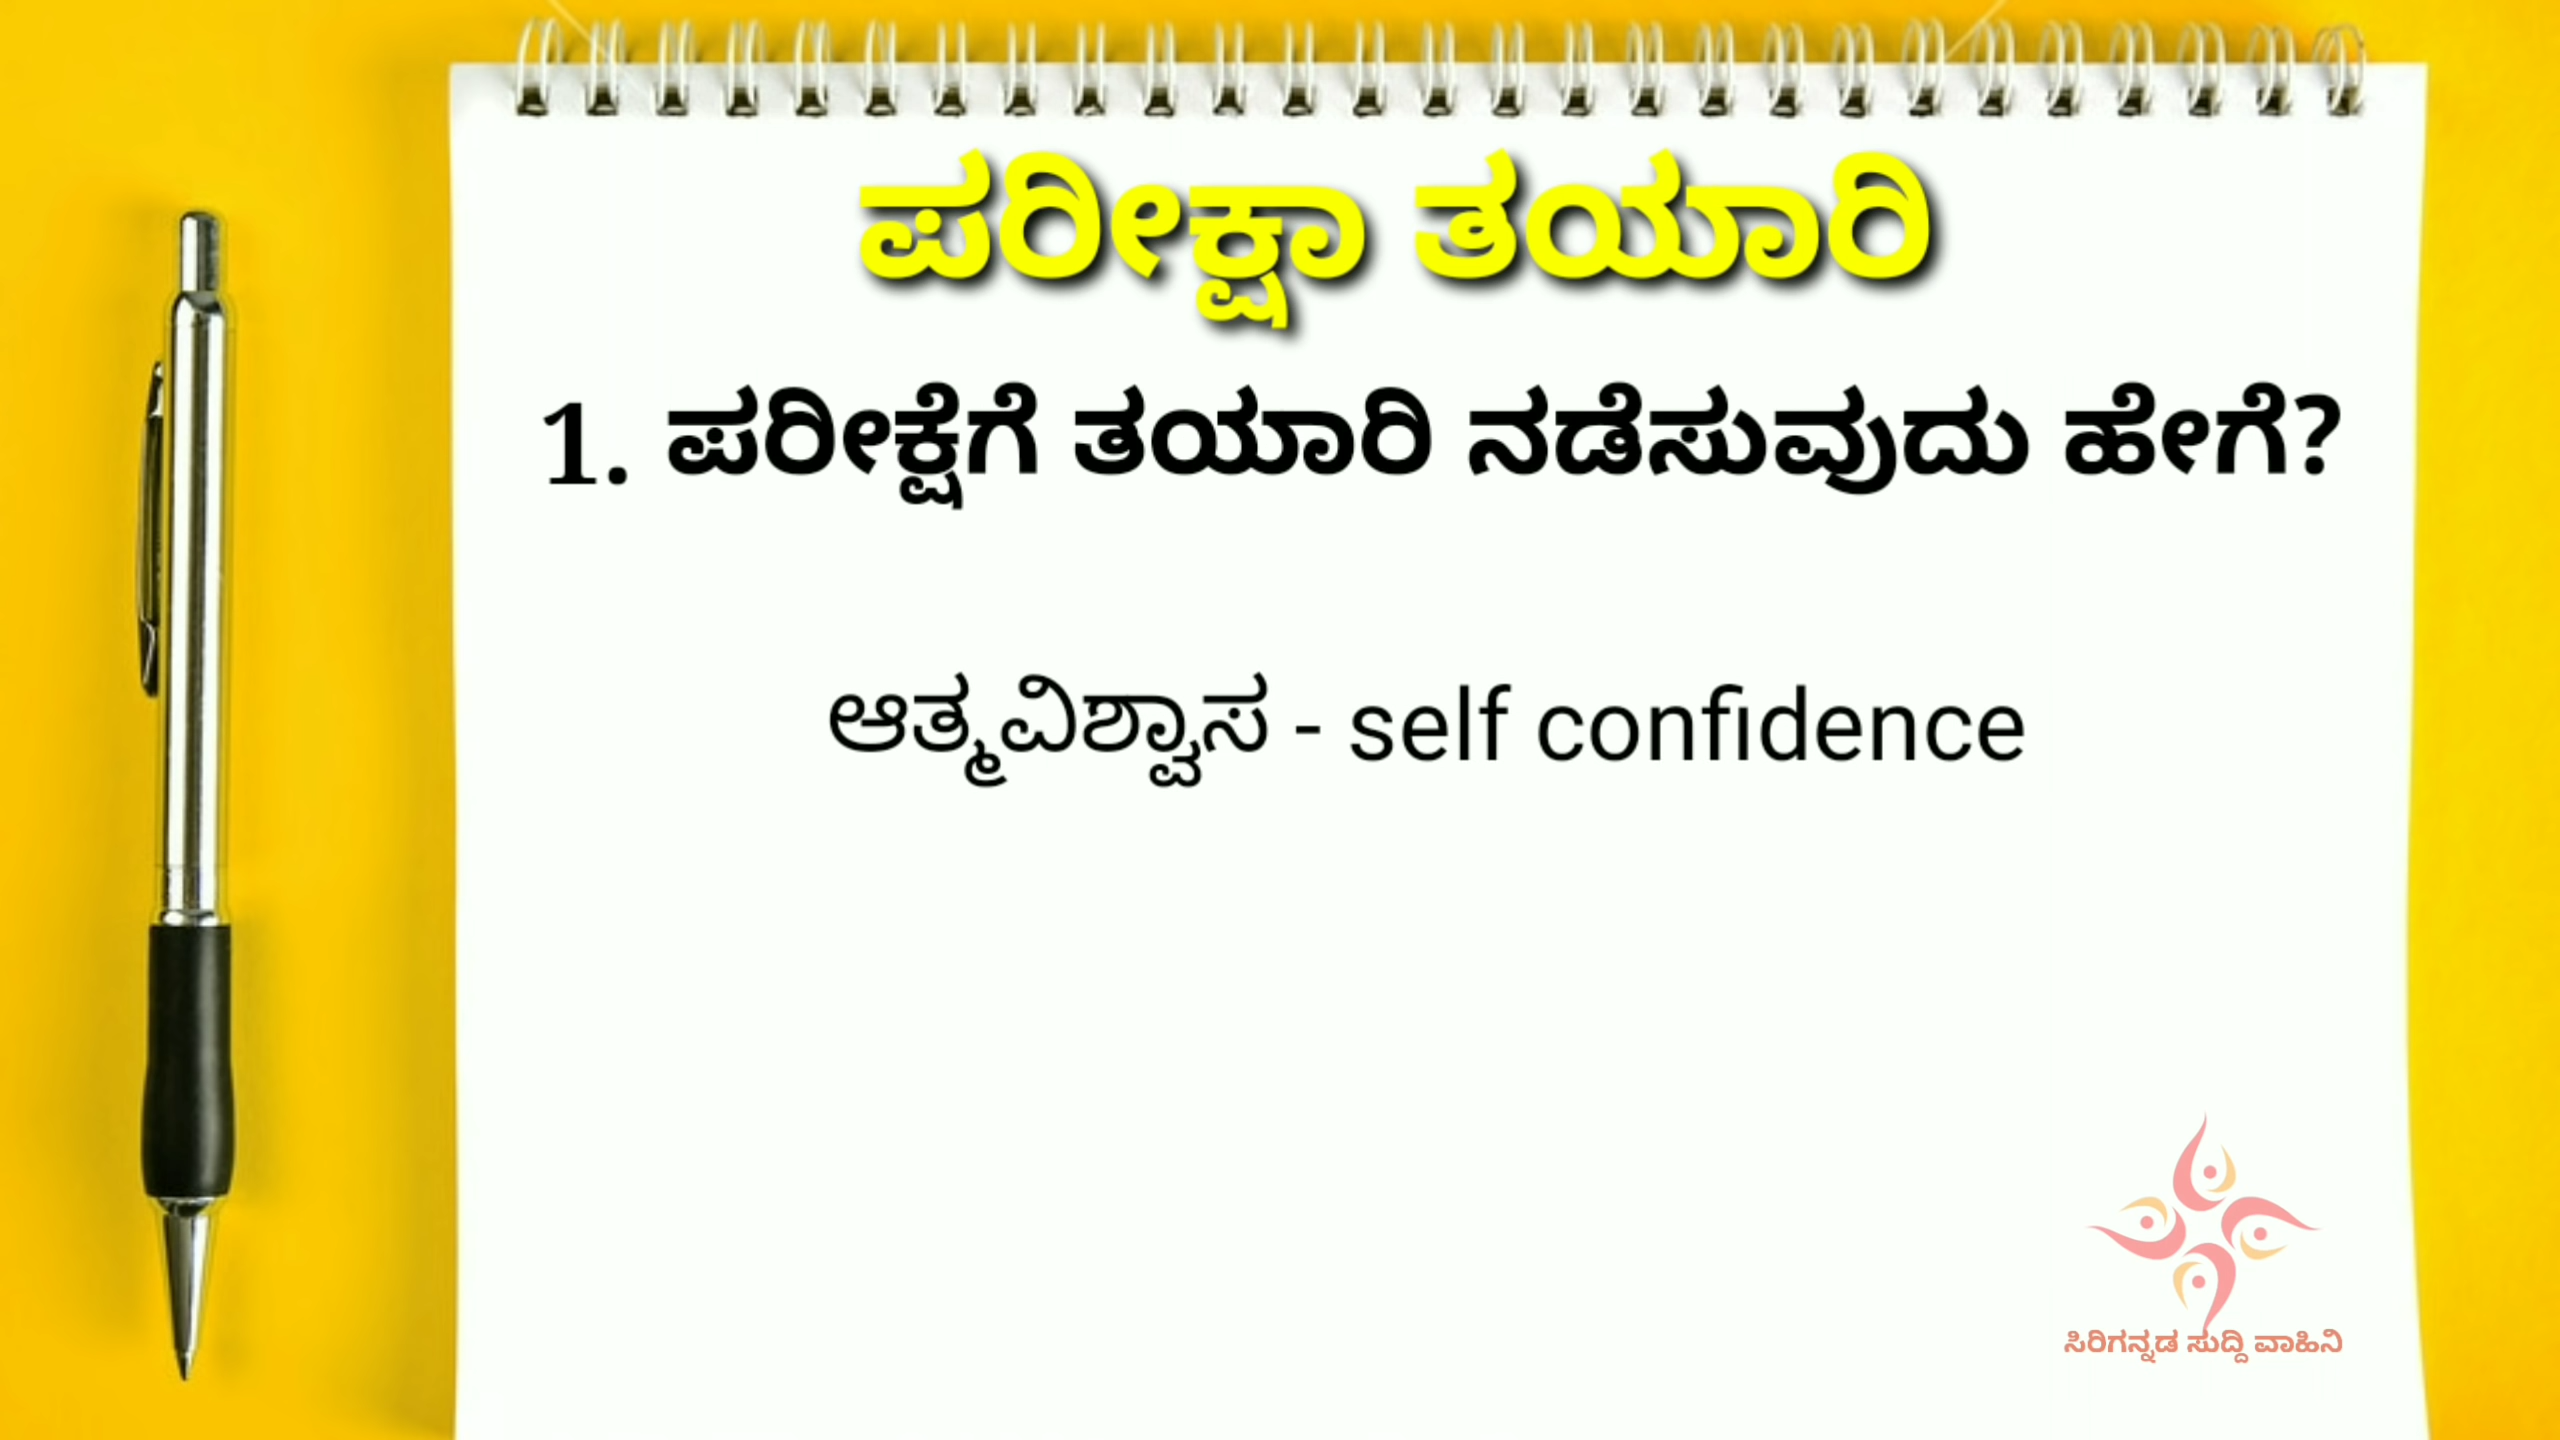 ಪರೀಕ್ಷಾ ತಯಾರಿ
1. ಪರೀಕ್ಷೆಗೆ ತಯಾರಿ ನಡೆಸುವುದು ಹೇಗೆ?
ಆತ್ಮವಿಶ್ವಾಸ - self confidence
ಸಿರಿಗನ್ನಡ ಸುದ್ದಿ ವಾಹಿನಿ